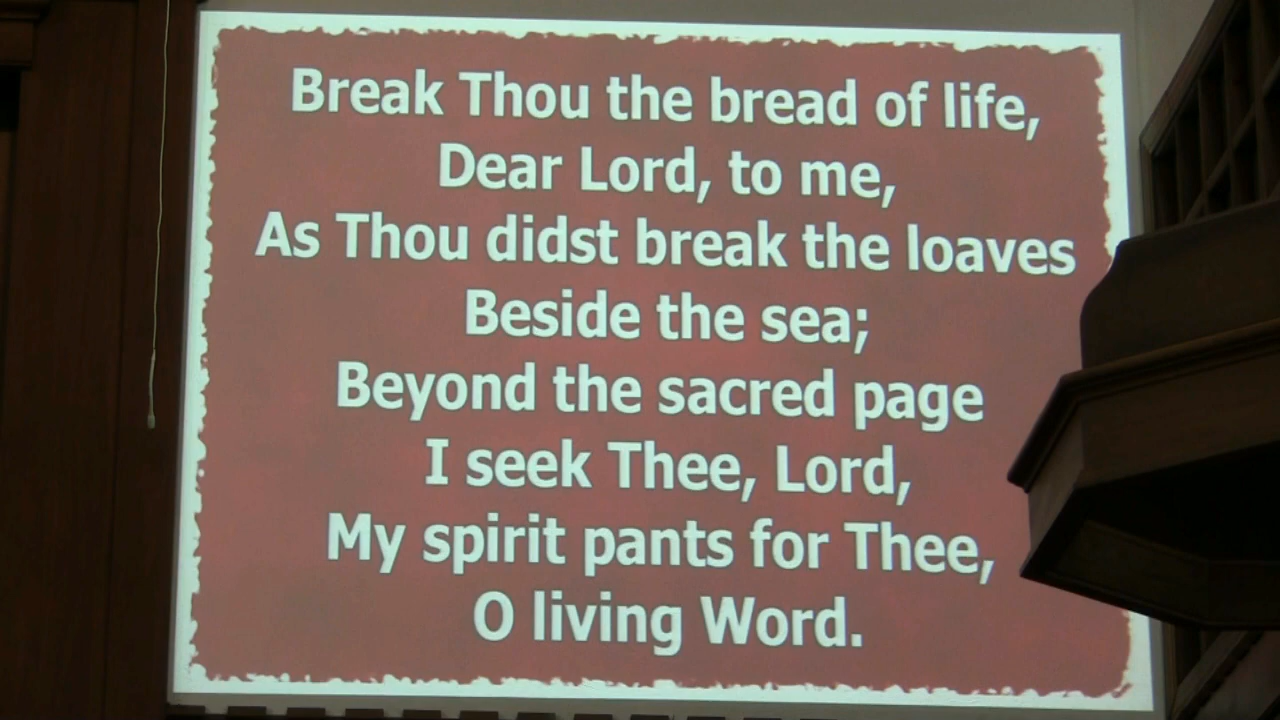 Break Thou the bread of life,
Dear Lord, to me,
As Thou didst break the loaves
Beside the sea;
Beyond the sacred page
I seek Thee, Lord,
My spirit pants for Thee,
O living Word.